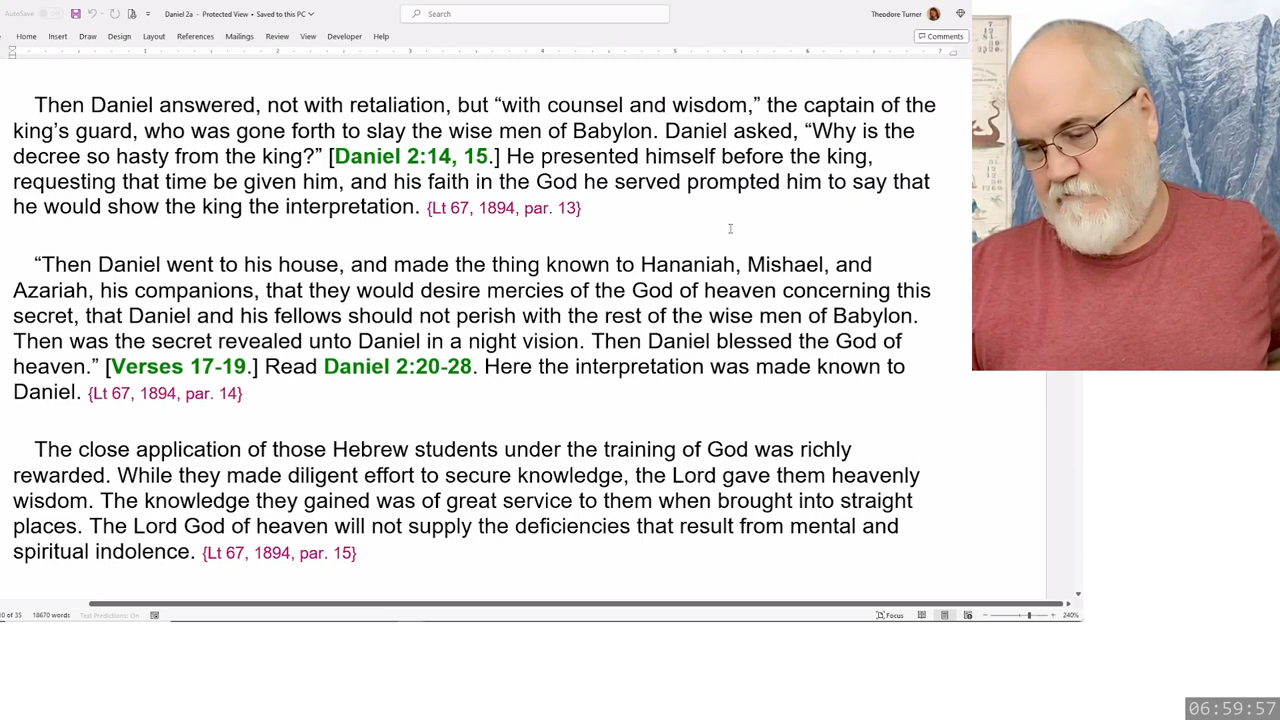 AutoSave
Daniel 2a - Protected View • Saved to this PC
Search
Theodore Turner
Home Insert Draw Design Layout References Mailings Review View Developer Help
Comments
Then Daniel answered, not with retaliation, but “with counsel and wisdom,” the captain of the
king’s guard, who was gone forth to slay the wise men of Babylon. Daniel asked, “Why is the
decree so hasty from the king?” [Daniel 2:14, 15.] He presented himself before the king,
requesting that time be given him, and his faith in the God he served prompted him to say that
he would show the king the interpretation. {Lt 67, 1894, par. 13}
“Then Daniel went to his house, and made the thing known to Hananiah, Mishael, and
Azariah, his companions, that they would desire mercies of the God of heaven concerning this
secret, that Daniel and his fellows should not perish with the rest of the wise men of Babylon.
Then was the secret revealed unto Daniel in a night vision. Then Daniel blessed the God of
heaven.” [Verses 17-19.] Read Daniel 2:20-28. Here the interpretation was made known to
Daniel. {Lt 67, 1894, par. 14}
The close application of those Hebrew students under the training of God was richly
rewarded. While they made diligent effort to secure knowledge, the Lord gave them heavenly
wisdom. The knowledge they gained was of great service to them when brought into straight
places. The Lord God of heaven will not supply the deficiencies that result from mental and
spiritual indolence. {Lt 67, 1894, par. 15}
of 35 18670 words Text Predictions: On
Focus
240%
06:59:57